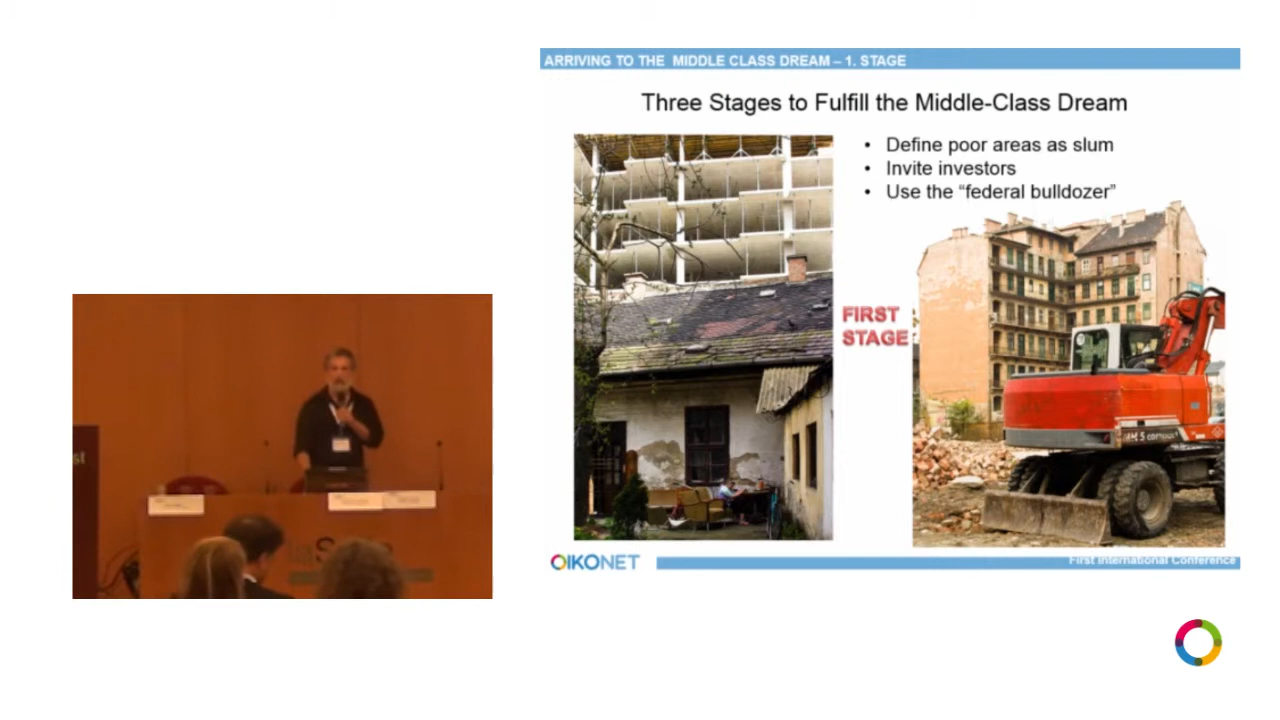 ARRIVING TO THE MIDDLE CLASS DREAM – 1. STAGE
Three Stages to Fulfill the Middle-Class Dream
• Define poor areas as slum
• Invite investors
• Use the “federal bulldozer”
FIRST
STAGE
OIKONET
First International Conference